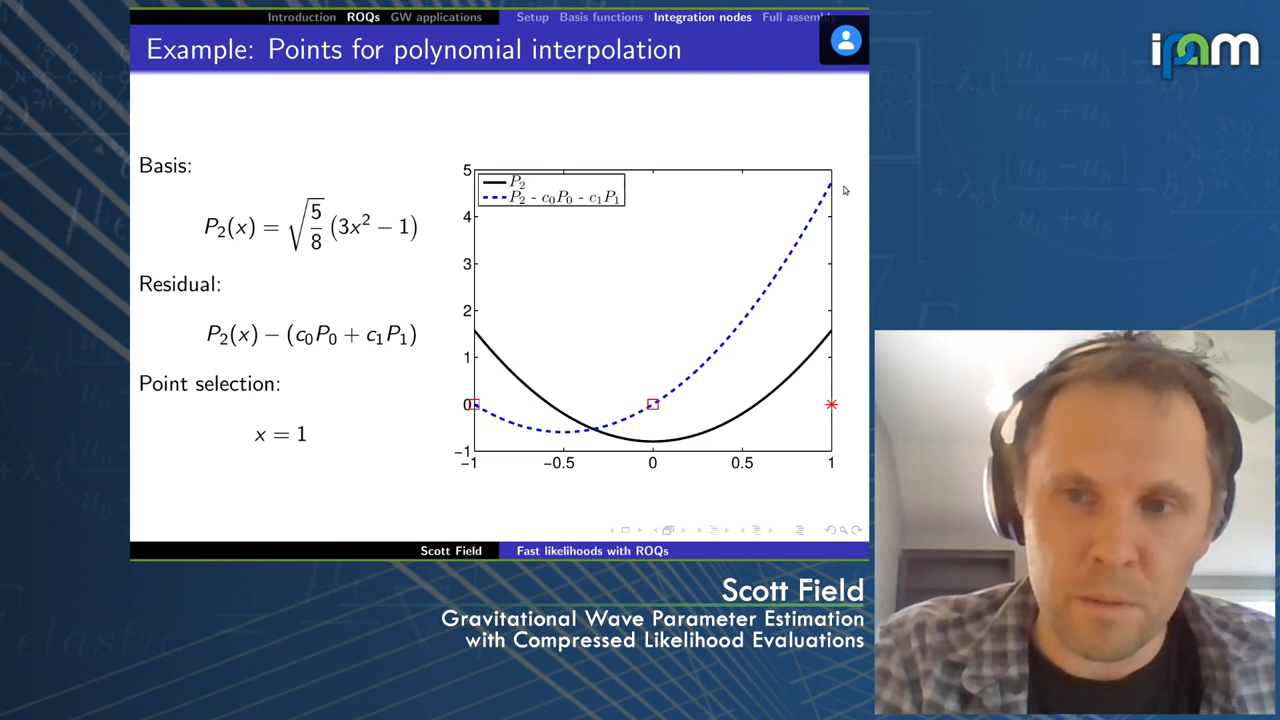 Introduction ROQs GW applications Setup Basis functions Integration nodes Full assembly
Example: Points for polynomial interpolation
ipam
Basis:
P₂(x) = √(5/8) (3x² − 1)
Residual:
P₂(x) − (c₀P₀ + c₁P₁)
Point selection:
x = 1
P₂
P₂ - c₀P₀ - c₁P₁
5
4
3
2
1
0
−1
−1 −0.5 0 0.5 1
Scott Field Fast likelihoods with ROQs
Scott Field
Gravitational Wave Parameter Estimation
with Compressed Likelihood Evaluations